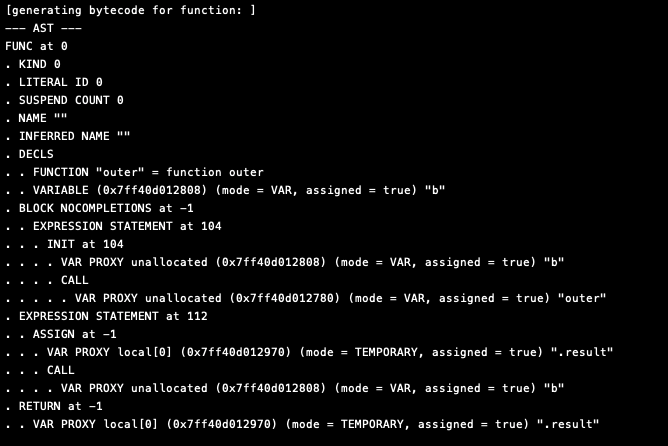 [generating bytecode for function: ]
--- AST ---
FUNC at 0
. KIND 0
. LITERAL ID 0
. SUSPEND COUNT 0
. NAME ""
. INFERRED NAME ""
. DECLS
. . FUNCTION "outer" = function outer
. . VARIABLE (0x7ff40d012808) (mode = VAR, assigned = true) "b"
. BLOCK NOCOMPLETIONS at -1
. . EXPRESSION STATEMENT at 104
. . . INIT at 104
. . . . VAR PROXY unallocated (0x7ff40d012808) (mode = VAR, assigned = true) "b"
. . . . CALL
. . . . . VAR PROXY unallocated (0x7ff40d012780) (mode = VAR, assigned = true) "outer"
. EXPRESSION STATEMENT at 112
. . ASSIGN at -1
. . . VAR PROXY local[0] (0x7ff40d012970) (mode = TEMPORARY, assigned = true) ".result"
. . . CALL
. . . . VAR PROXY unallocated (0x7ff40d012808) (mode = VAR, assigned = true) "b"
. RETURN at -1
. . VAR PROXY local[0] (0x7ff40d012970) (mode = TEMPORARY, assigned = true) ".result"